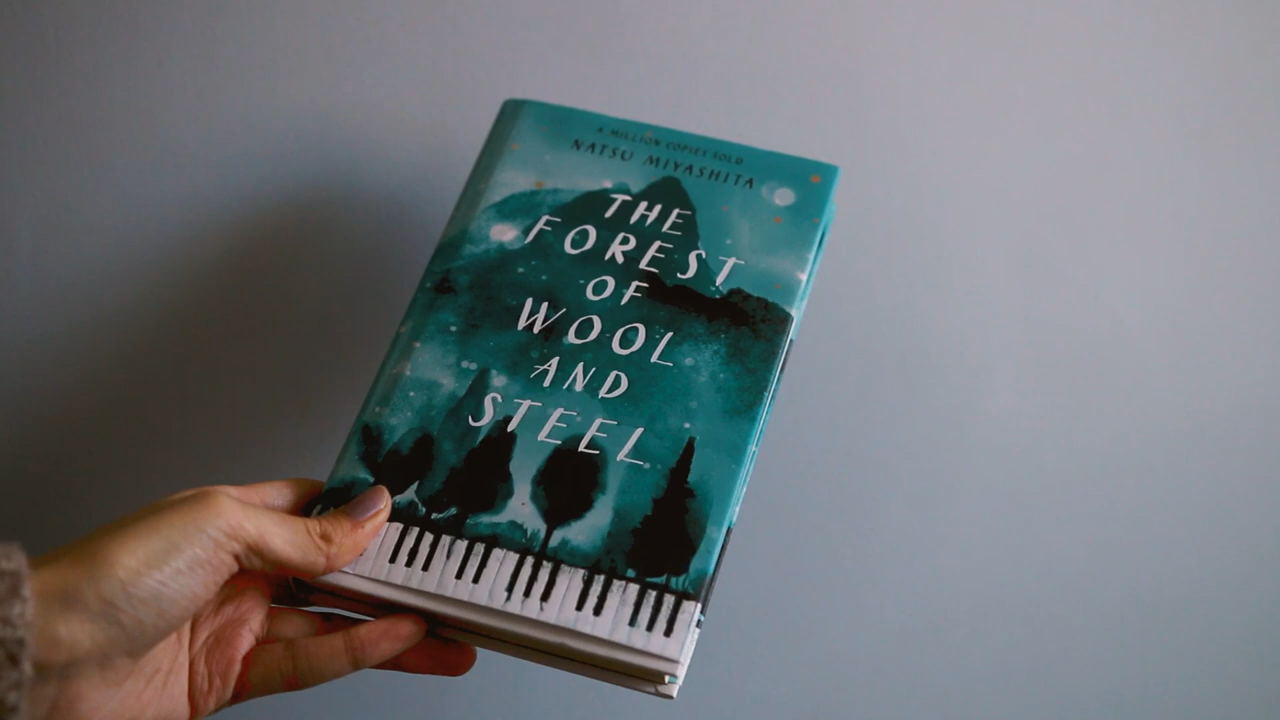 A MILLION COPIES SOLD
NATSU MIYASHITA
THE
FOREST
OF
WOOL
AND
STEEL